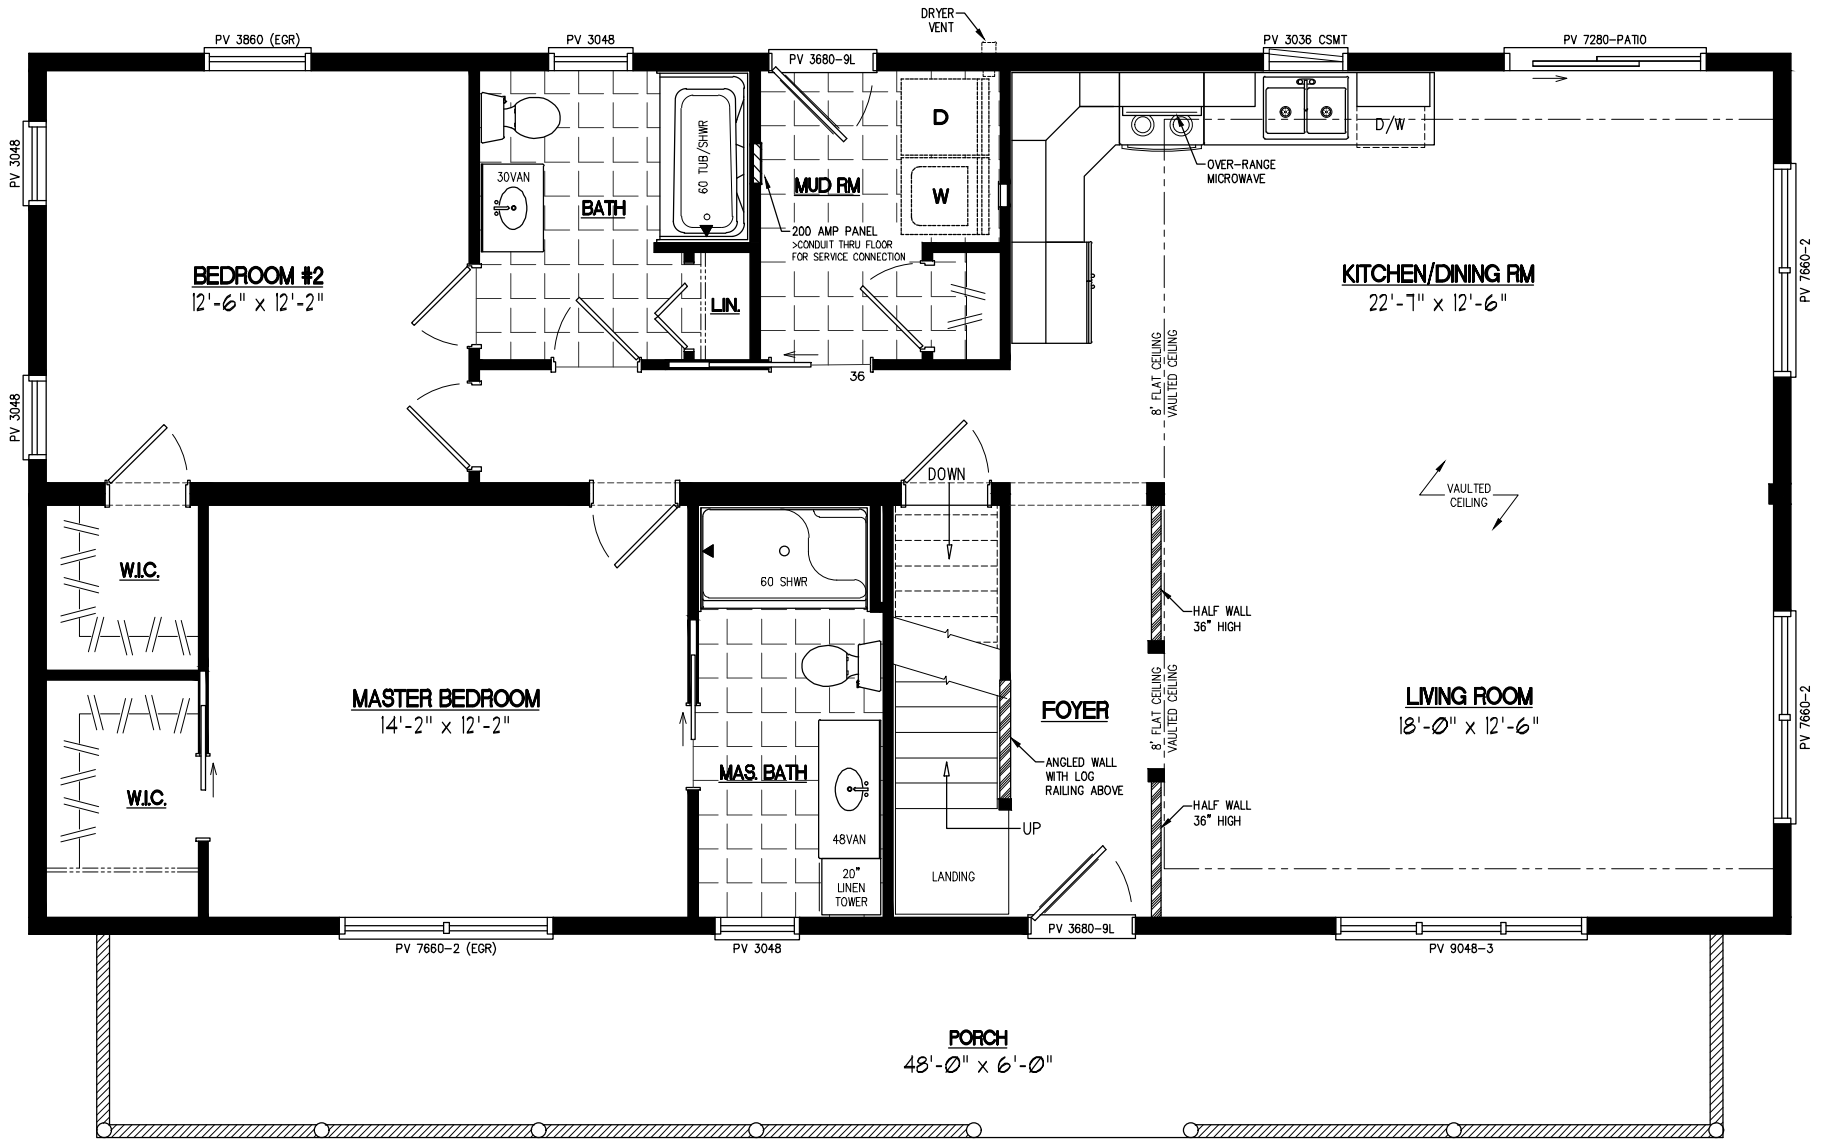 DRYER
VENT
PV 3860 (EGR)
PV 3048
PV 3680-9L
PV 3036 CSMT
PV 7280-PATIO
PV 3048
60 TUB/SHWR
D
D/W
30VAN
BATH
MUD RM
W
OVER-RANGE
MICROWAVE
200 AMP PANEL
>CONDUIT THRU FLOOR
FOR SERVICE CONNECTION
BEDROOM #2
12'-6" x 12'-2"
LIN.
KITCHEN/DINING RM
22'-7" x 12'-6"
PV 7660-2
8' FLAT CEILING
VAULTED CEILING
36
PV 3048
DOWN
VAULTED
CEILING
W.I.C.
60 SHWR
HALF WALL
36" HIGH
MASTER BEDROOM
14'-2" x 12'-2"
FOYER
8' FLAT CEILING
VAULTED CEILING
LIVING ROOM
18'-0" x 12'-6"
PV 7660-2
W.I.C.
MAS. BATH
ANGLED WALL
WITH LOG
RAILING ABOVE
HALF WALL
36" HIGH
48VAN
UP
20"
LINEN
TOWER
LANDING
PV 7660-2 (EGR)
PV 3048
PV 3680-9L
PV 9048-3
PORCH
48'-0" x 6'-0"